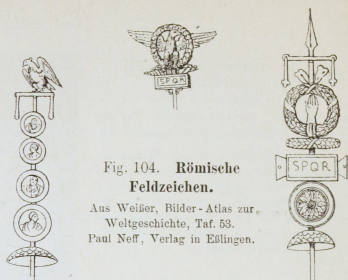 SPQR
SPQR
Fig. 104. Römische
Feldzeichen.
Aus Weißer, Bilder-Atlas zur
Weltgeschichte, Taf. 53.
Paul Neff, Verlag in Eßlingen.